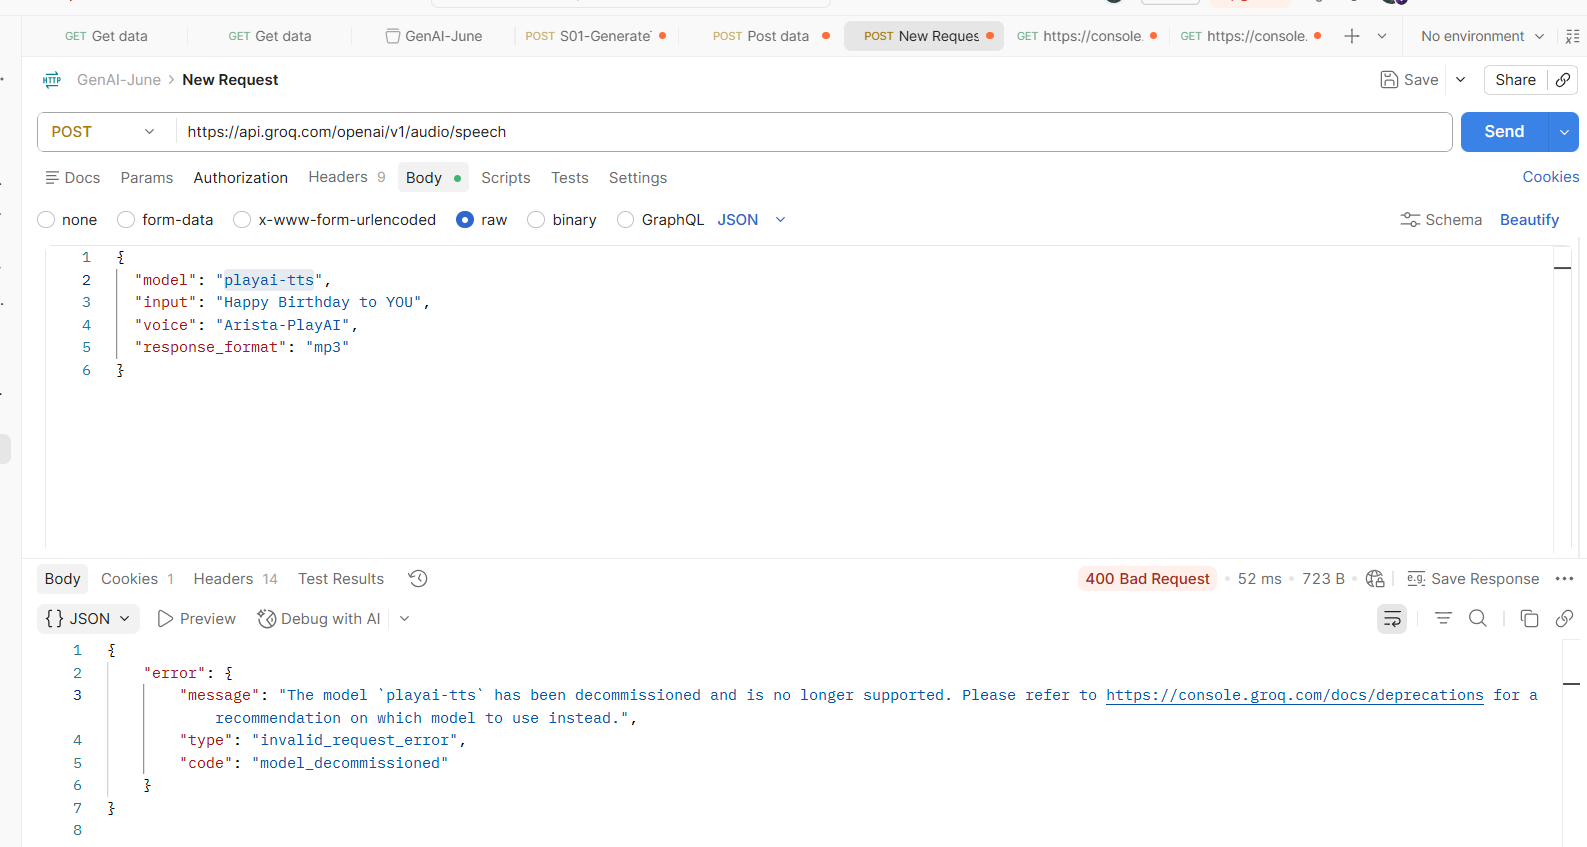 GET Get data
GET Get data
GenAI-June
POST S01-Generate
POST Post data
POST New Reques
GET https://console.
GET https://console.
No environment
HTTP GenAI-June > New Request
Save
Share
POST
https://api.groq.com/openai/v1/audio/speech
Send
Docs Params Authorization Headers 9 Body Scripts Tests Settings
Cookies
none form-data x-www-form-urlencoded raw binary GraphQL JSON
Schema Beautify
1 {
2 "model": "playai-tts",
3 "input": "Happy Birthday to YOU",
4 "voice": "Arista-PlayAI",
5 "response_format": "mp3"
6 }
Body Cookies 1 Headers 14 Test Results
400 Bad Request • 52 ms • 723 B •
e.g. Save Response
{} JSON Preview Debug with AI
1 {
2 "error": {
3 "message": "The model `playai-tts` has been decommissioned and is no longer supported. Please refer to https://console.groq.com/docs/deprecations for a
recommendation on which model to use instead.",
4 "type": "invalid_request_error",
5 "code": "model_decommissioned"
6 }
7 }
8